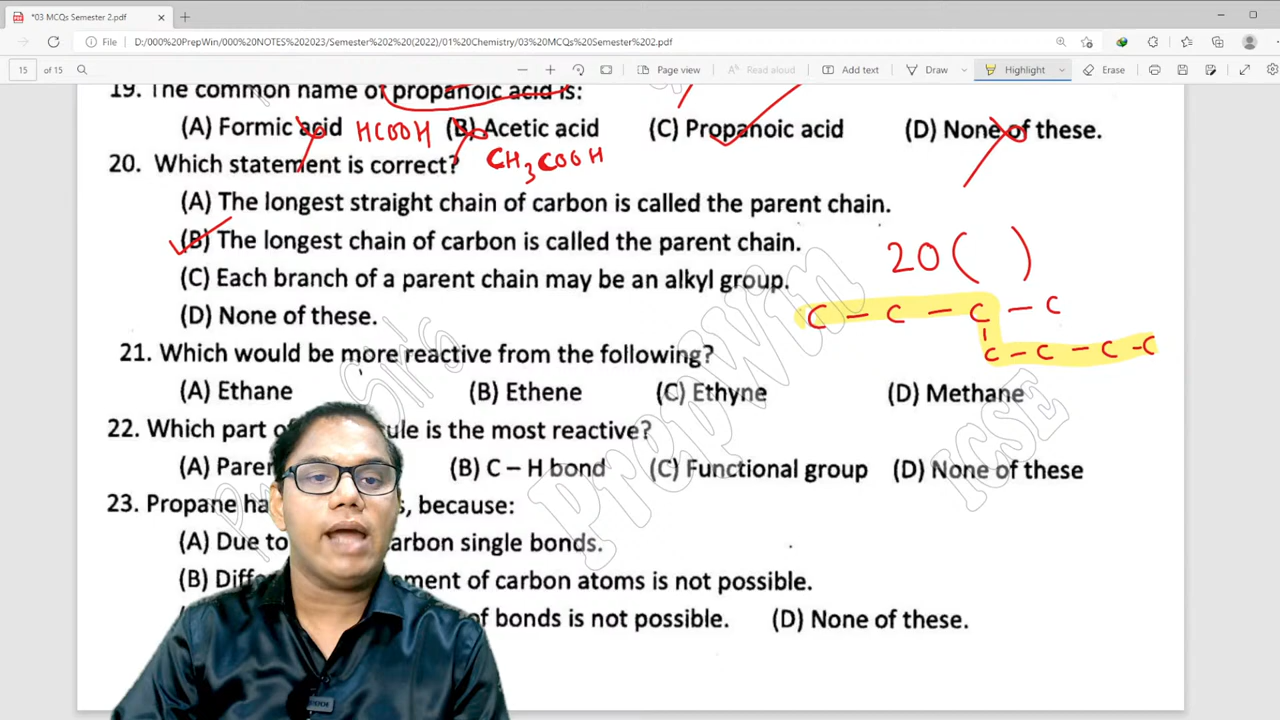 *03 MCQs Semester 2.pdf
File D:/000%20PrepWin/000%20NOTES%202023/Semester%202%20(2022)/01%20Chemistry/03%20MCQs%20Semester%202.pdf
15 of 15 Page view Read aloud Add text Draw Highlight Erase
19. The common name of propanoic acid is:
(A) Formic acid HCOOH (B) Acetic acid (C) Propanoic acid (D) None of these.
CH3COOH
20. Which statement is correct?
(A) The longest straight chain of carbon is called the parent chain.
(B) The longest chain of carbon is called the parent chain.
20 ( )
(C) Each branch of a parent chain may be an alkyl group.
C – C – C – C
(D) None of these.
C – C – C – C
21. Which would be more reactive from the following?
(A) Ethane (B) Ethene (C) Ethyne (D) Methane
22. Which part of ule is the most reactive?
(A) Paren (B) C – H bond (C) Functional group (D) None of these
23. Propane ha s, because:
(A) Due to arbon single bonds.
(B) Diffe ement of carbon atoms is not possible.
of bonds is not possible. (D) None of these.
Sir's
PrepWin
ICSE